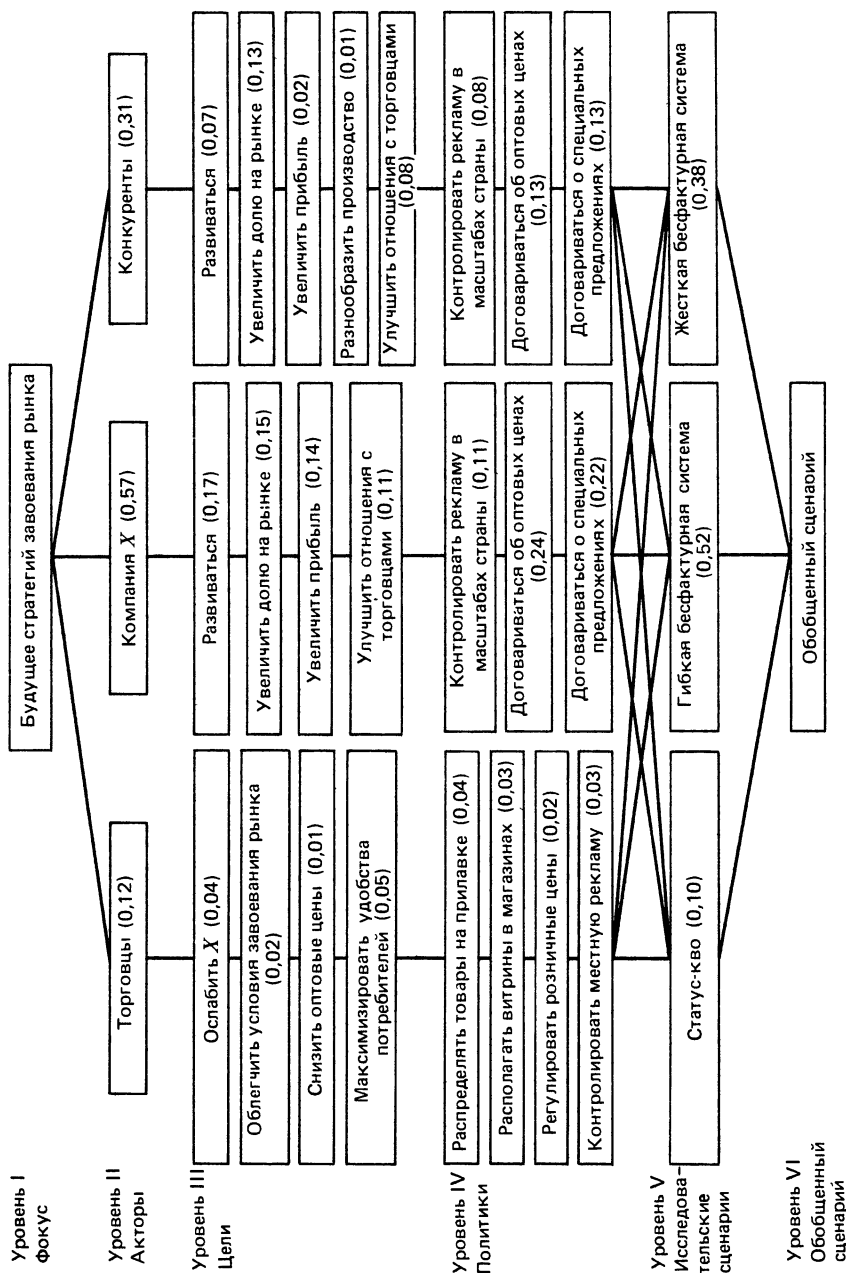 Уровень I
фокус
Будущее стратегий завоевания рынка
Уровень II
Акторы
Торговцы (0,12)
Компания X (0,57)
Конкуренты (0,31)
Уровень III
Цели
Ослабить X (0,04)
Облегчить условия завоевания рынка
(0,02)
Снизить оптовые цены (0,01)
Максимизировать удобства
потребителей (0,05)
Развиваться (0,17)
Увеличить долю на рынке (0,15)
Увеличить прибыль (0,14)
Улучшить отношения с
торговцами (0,11)
Развиваться (0,07)
Увеличить долю на рынке (0,13)
Увеличить прибыль (0,02)
Разнообразить производство (0,01)
Улучшить отношения с торговцами
(0,08)
Уровень IV
Политики
Распределять товары на прилавке (0,04)
Располагать витрины в магазинах (0,03)
Регулировать розничные цены (0,02)
Контролировать местную рекламу (0,03)
Контролировать рекламу в
масштабах страны (0,11)
Договариваться об оптовых ценах
(0,24)
Договариваться о специальных
предложениях (0,22)
Контролировать рекламу в
масштабах страны (0,08)
Договариваться об оптовых ценах
(0,13)
Договариваться о специальных
предложениях (0,13)
Уровень V
Исследова-
тельские
сценарии
Статус-кво (0,10)
Гибкая бесфактурная система
(0,52)
Жесткая бесфактурная система
(0,38)
Уровень VI
Обобщенный
сценарий
Обобщенный сценаоий